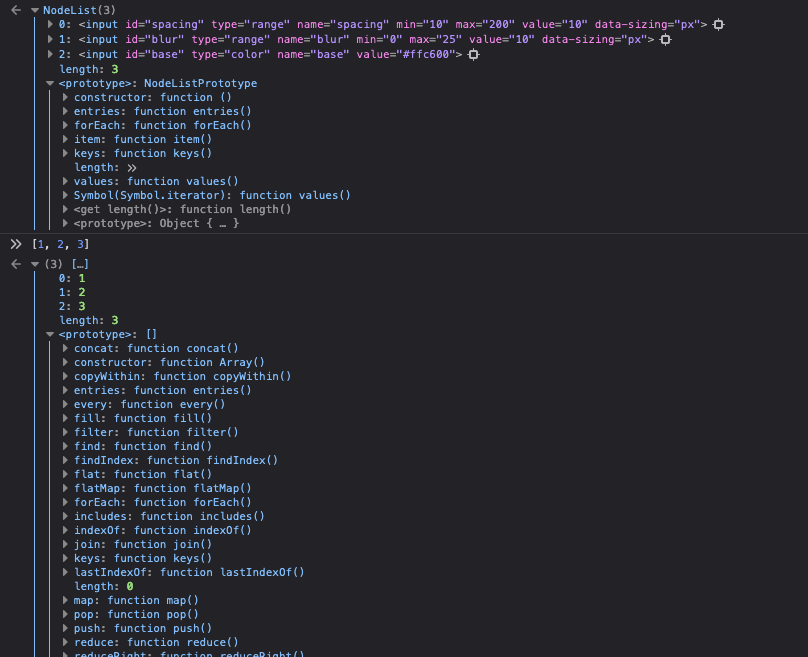 NodeList(3)
0: <input id="spacing" type="range" name="spacing" min="10" max="200" value="10" data-sizing="px">
1: <input id="blur" type="range" name="blur" min="0" max="25" value="10" data-sizing="px">
2: <input id="base" type="color" name="base" value="#ffc600">
length: 3
<prototype>: NodeListPrototype
constructor: function ()
entries: function entries()
forEach: function forEach()
item: function item()
keys: function keys()
length: >>
values: function values()
Symbol(Symbol.iterator): function values()
<get length()>: function length()
<prototype>: Object { … }
>> [1, 2, 3]
(3) […]
0: 1
1: 2
2: 3
length: 3
<prototype>: []
concat: function concat()
constructor: function Array()
copyWithin: function copyWithin()
entries: function entries()
every: function every()
fill: function fill()
filter: function filter()
find: function find()
findIndex: function findIndex()
flat: function flat()
flatMap: function flatMap()
forEach: function forEach()
includes: function includes()
indexOf: function indexOf()
join: function join()
keys: function keys()
lastIndexOf: function lastIndexOf()
length: 0
map: function map()
pop: function pop()
push: function push()
reduce: function reduce()
reduceRight: function reduceRight()